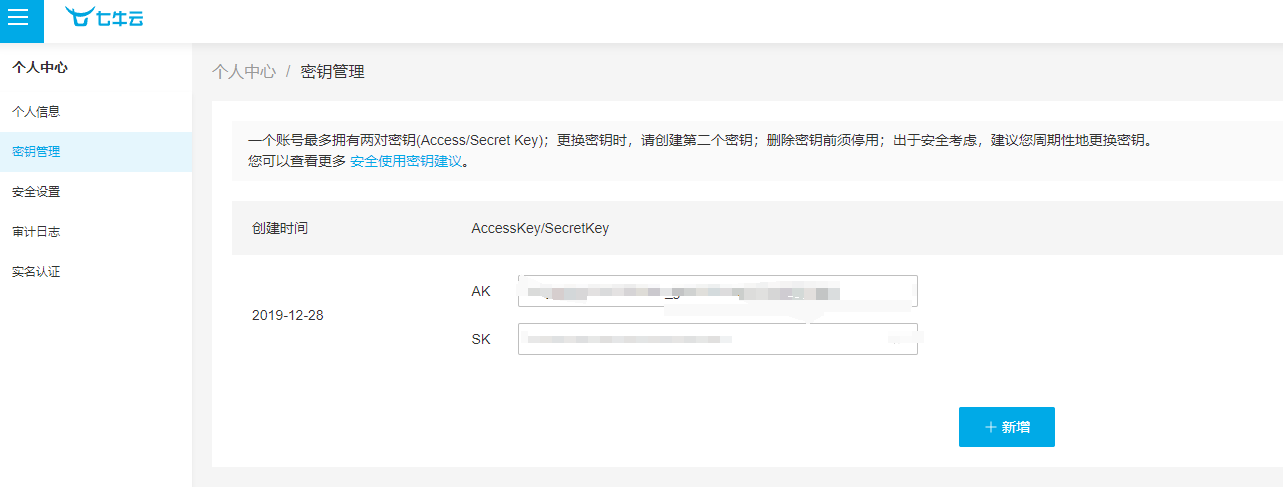 七牛云
个人中心
个人信息
密钥管理
安全设置
审计日志
实名认证
个人中心 / 密钥管理
一个账号最多拥有两对密钥(Access/Secret Key)；更换密钥时，请创建第二个密钥；删除密钥前须停用；出于安全考虑，建议您周期性地更换密钥。
您可以查看更多 安全使用密钥建议。
创建时间 AccessKey/SecretKey
2019-12-28
AK
SK
+ 新增